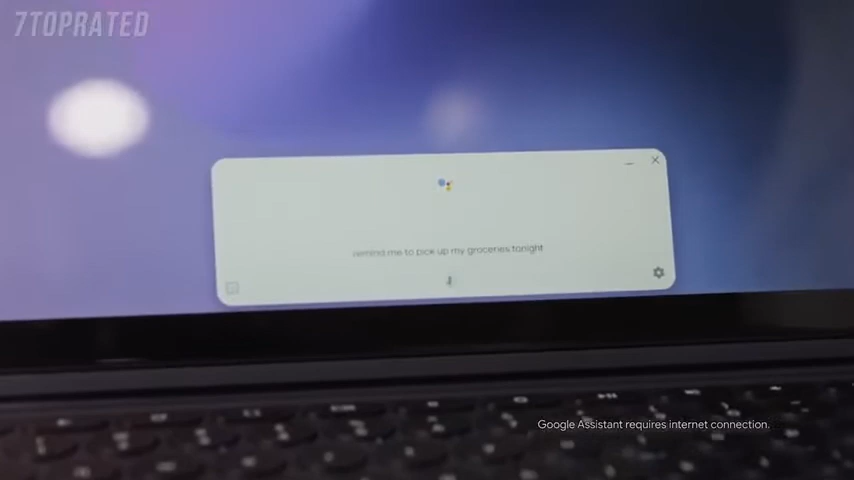 7TOPRATED
remind me to pick up my groceries tonight
Google Assistant requires internet connection.